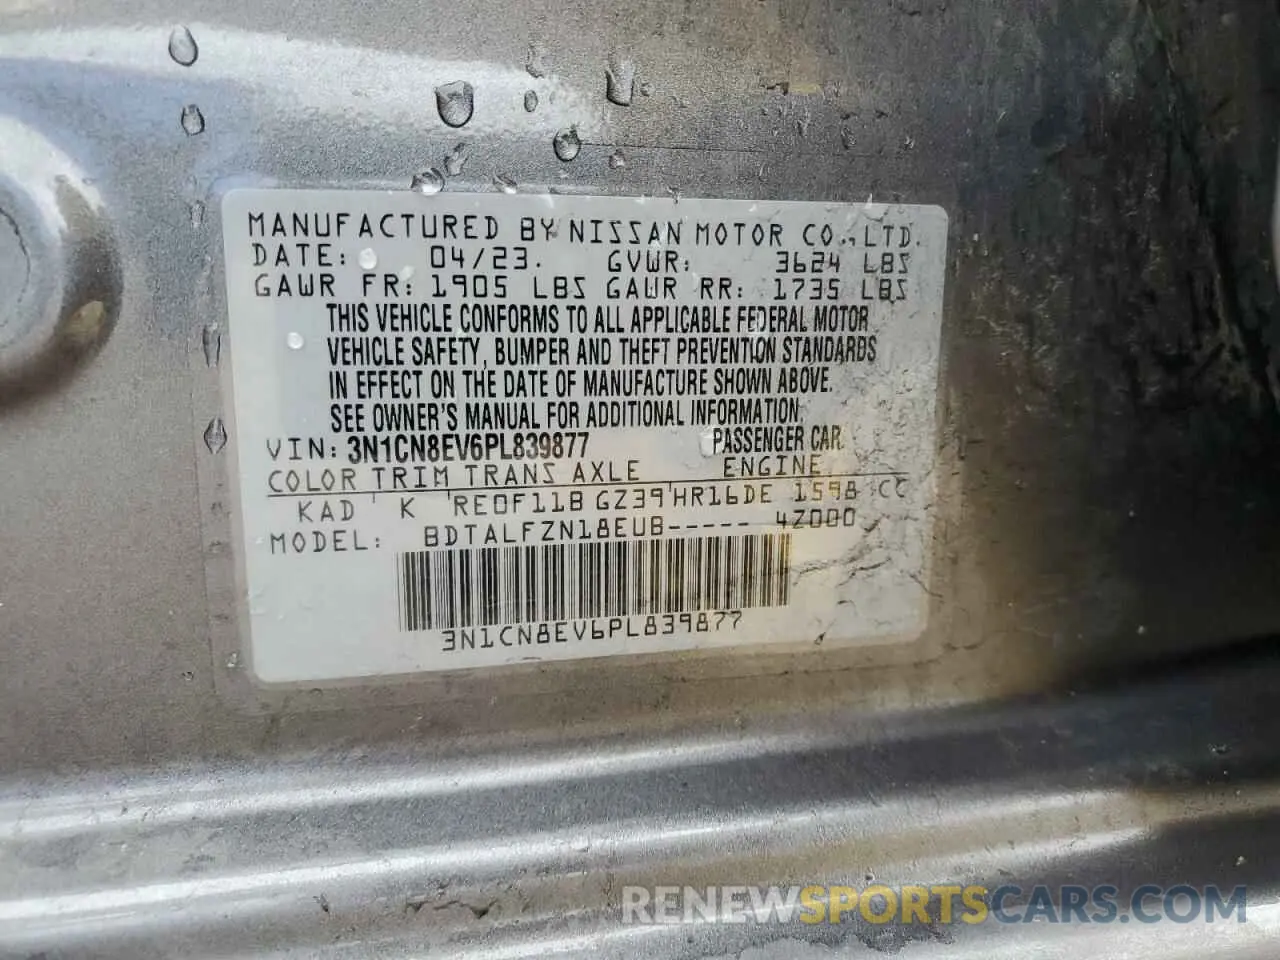 MANUFACTURED BY NISSAN MOTOR CO., LTD.
DATE: 04/23. GVWR: 3624 LBS
GAWR FR: 1905 LBS GAWR RR: 1735 LBS
THIS VEHICLE CONFORMS TO ALL APPLICABLE FEDERAL MOTOR
VEHICLE SAFETY, BUMPER AND THEFT PREVENTION STANDARDS
IN EFFECT ON THE DATE OF MANUFACTURE SHOWN ABOVE.
SEE OWNER'S MANUAL FOR ADDITIONAL INFORMATION.
VIN: 3N1CN8EV6PL839877 PASSENGER CAR
COLOR TRIM TRANS AXLE ENGINE
KAD K RE0F11B GZ39 HR16DE 1598 CC
MODEL: BDTALFZN18EUB----- 4Z000
3N1CN8EV6PL839877
RENEWSPORTSCARS.COM